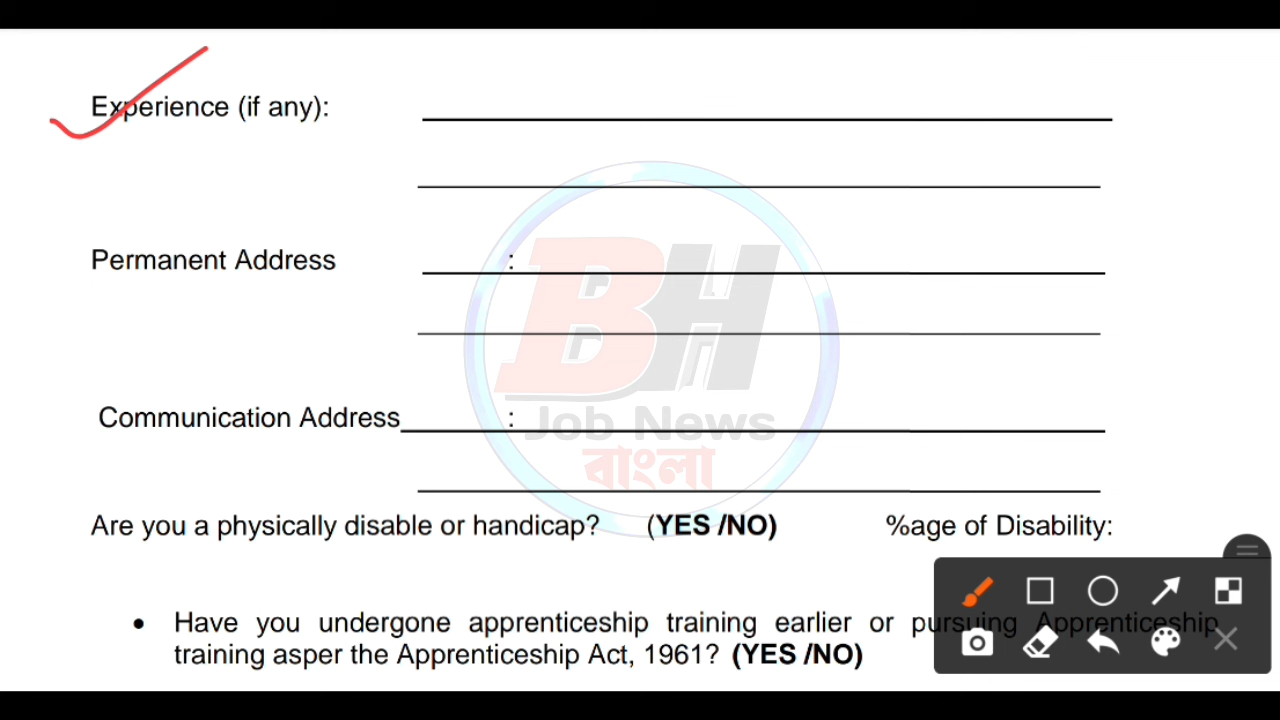 Experience (if any):
Permanent Address :
Communication Address :
BH
Job News
বাংলা
Are you a physically disable or handicap? (YES /NO) %age of Disability:
• Have you undergone apprenticeship training earlier or pursuing Apprenticeship
training asper the Apprenticeship Act, 1961? (YES /NO)